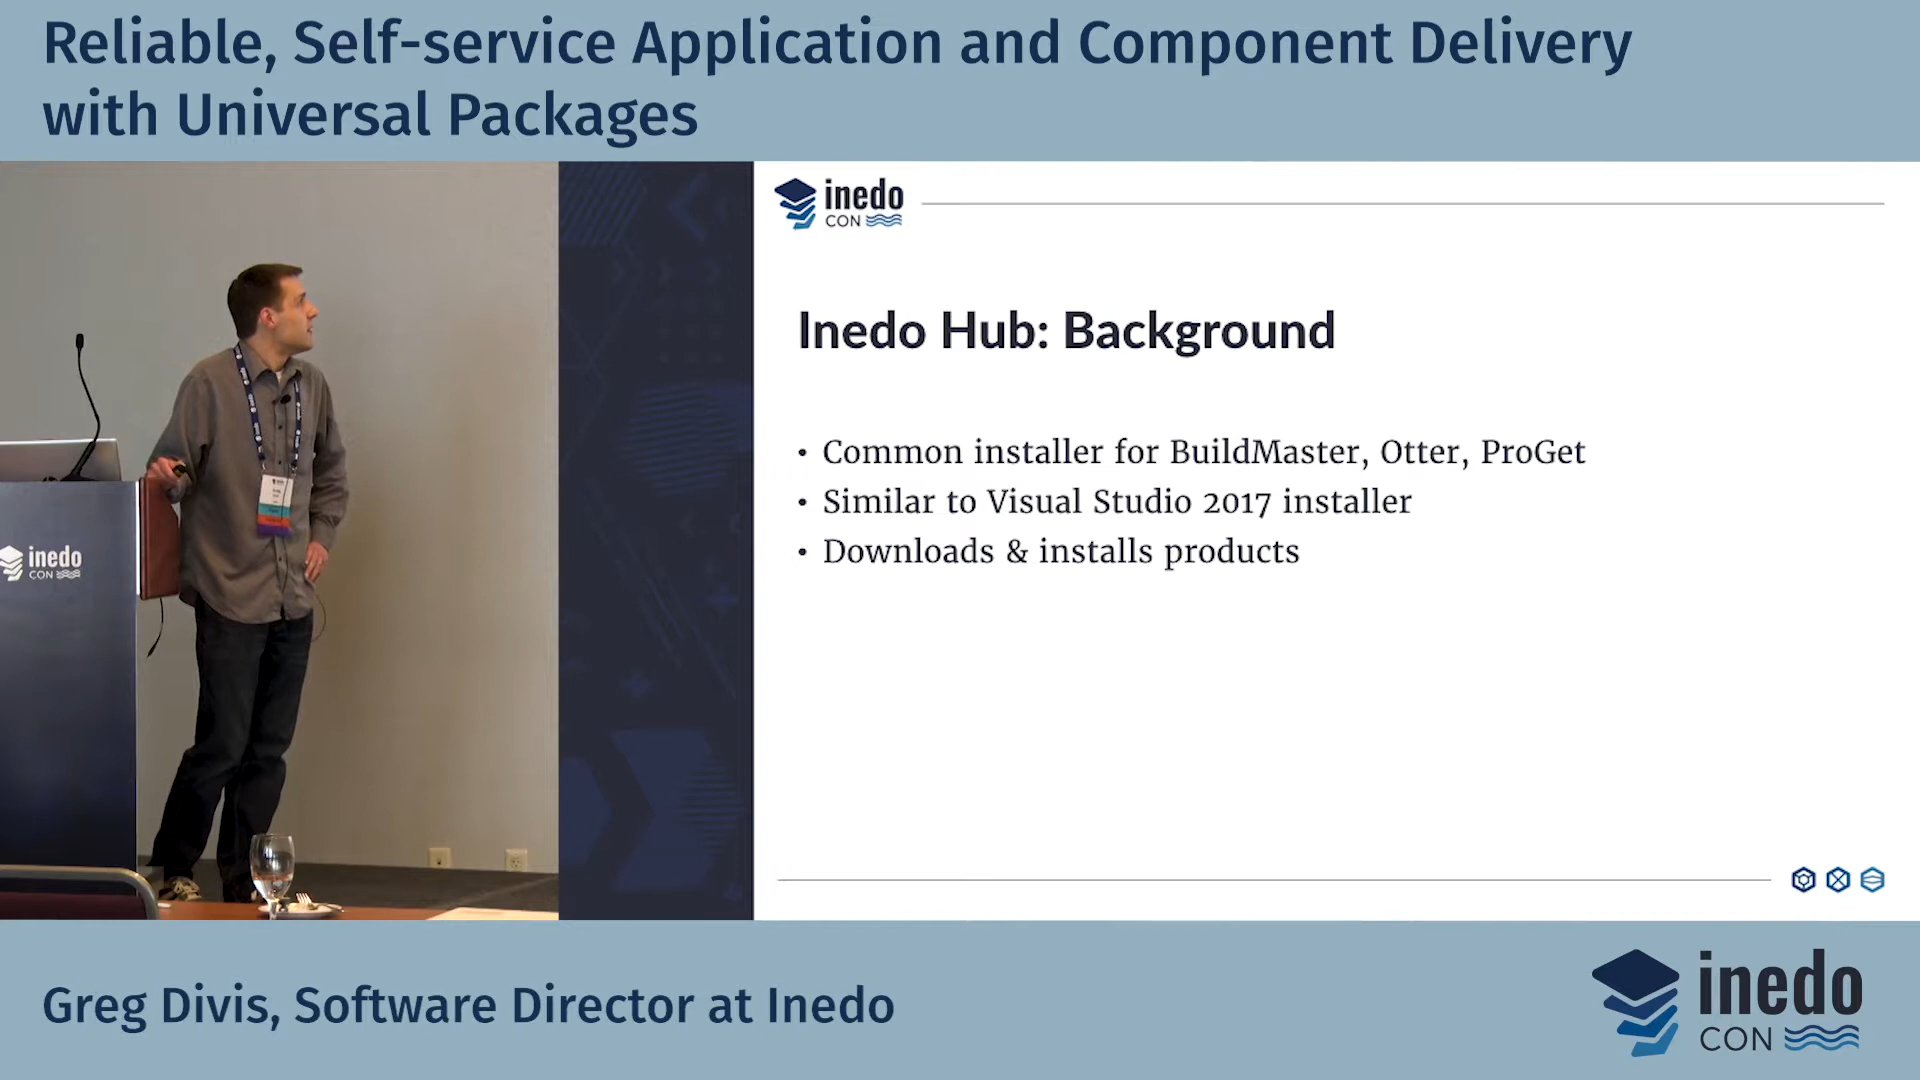 Reliable, Self-service Application and Component Delivery
with Universal Packages
inedo
CON
Inedo Hub: Background
• Common installer for BuildMaster, Otter, ProGet
• Similar to Visual Studio 2017 installer
• Downloads & installs products
inedo
CON
Greg Divis, Software Director at Inedo
inedo
CON